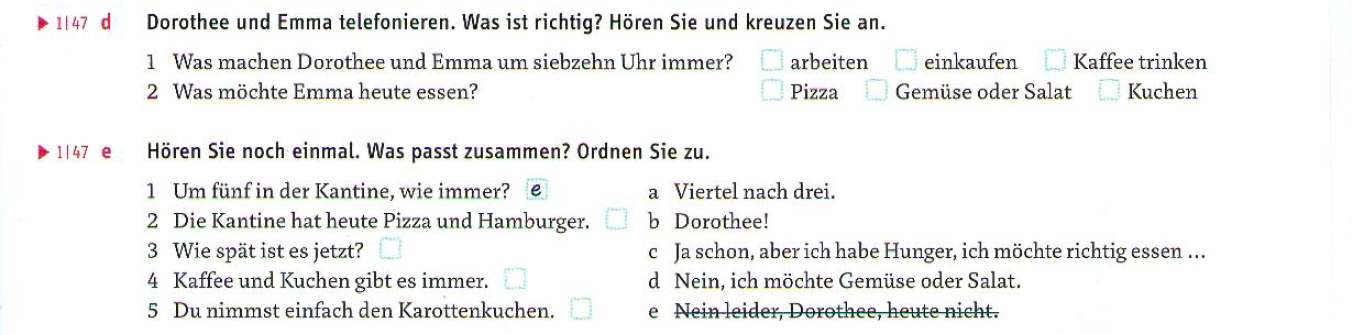 ▶ 1|47 d Dorothee und Emma telefonieren. Was ist richtig? Hören Sie und kreuzen Sie an.
1 Was machen Dorothee und Emma um siebzehn Uhr immer? ☐ arbeiten ☐ einkaufen ☐ Kaffee trinken
2 Was möchte Emma heute essen? ☐ Pizza ☐ Gemüse oder Salat ☐ Kuchen
▶ 1|47 e Hören Sie noch einmal. Was passt zusammen? Ordnen Sie zu.
1 Um fünf in der Kantine, wie immer? e a Viertel nach drei.
2 Die Kantine hat heute Pizza und Hamburger. ☐ b Dorothee!
3 Wie spät ist es jetzt? ☐ c Ja schon, aber ich habe Hunger, ich möchte richtig essen ...
4 Kaffee und Kuchen gibt es immer. ☐ d Nein, ich möchte Gemüse oder Salat.
5 Du nimmst einfach den Karottenkuchen. ☐ e Nein leider, Dorothee, heute nicht.